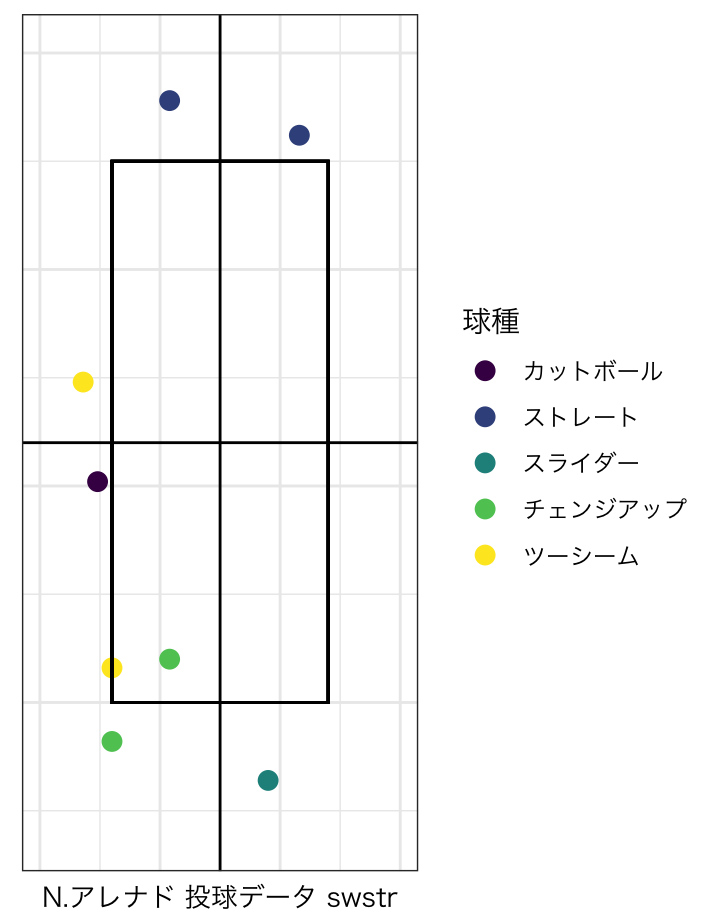 球種
カットボール
ストレート
スライダー
チェンジアップ
ツーシーム
N.アレナド 投球データ swstr